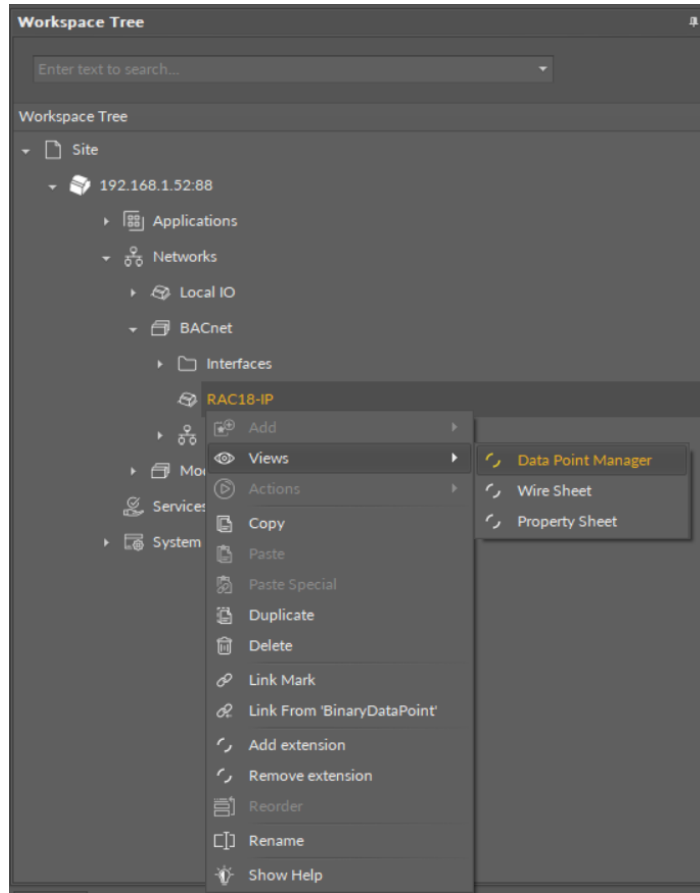 Workspace Tree
Enter text to search...
Workspace Tree
Site
192.168.1.52:88
Applications
Networks
Local IO
BACnet
Interfaces
RAC18-IP
Add
Views
Data Point Manager
Wire Sheet
Property Sheet
Actions
Services
System
Copy
Paste
Paste Special
Duplicate
Delete
Link Mark
Link From 'BinaryDataPoint'
Add extension
Remove extension
Reorder
Rename
Show Help